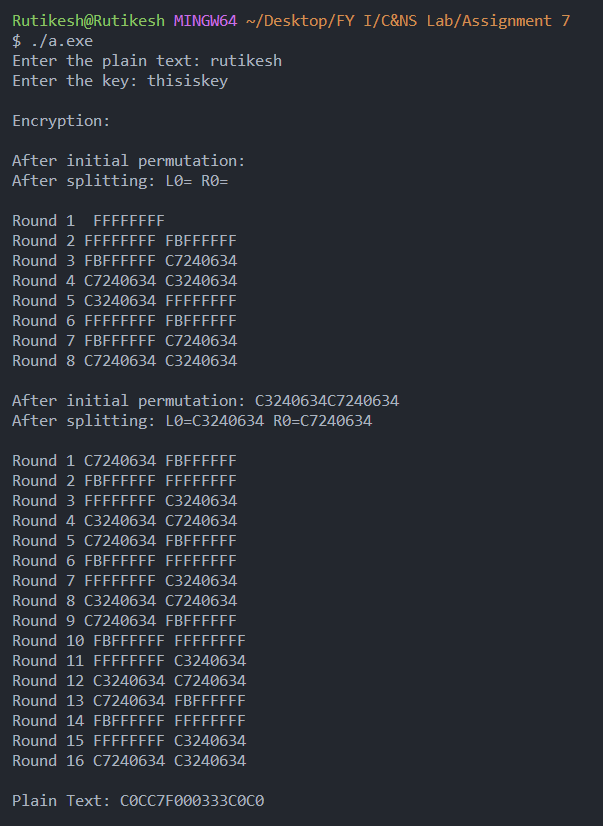 Rutikesh@Rutikesh MINGW64 ~/Desktop/FY I/C&NS Lab/Assignment 7
$ ./a.exe
Enter the plain text: rutikesh
Enter the key: thisiskey
Encryption:
After initial permutation:
After splitting: L0= R0=
Round 1  FFFFFFFF
Round 2 FFFFFFFF FBFFFFFF
Round 3 FBFFFFFF C7240634
Round 4 C7240634 C3240634
Round 5 C3240634 FFFFFFFF
Round 6 FFFFFFFF FBFFFFFF
Round 7 FBFFFFFF C7240634
Round 8 C7240634 C3240634
After initial permutation: C3240634C7240634
After splitting: L0=C3240634 R0=C7240634
Round 1 C7240634 FBFFFFFF
Round 2 FBFFFFFF FFFFFFFF
Round 3 FFFFFFFF C3240634
Round 4 C3240634 C7240634
Round 5 C7240634 FBFFFFFF
Round 6 FBFFFFFF FFFFFFFF
Round 7 FFFFFFFF C3240634
Round 8 C3240634 C7240634
Round 9 C7240634 FBFFFFFF
Round 10 FBFFFFFF FFFFFFFF
Round 11 FFFFFFFF C3240634
Round 12 C3240634 C7240634
Round 13 C7240634 FBFFFFFF
Round 14 FBFFFFFF FFFFFFFF
Round 15 FFFFFFFF C3240634
Round 16 C7240634 C3240634
Plain Text: C0CC7F000333C0C0